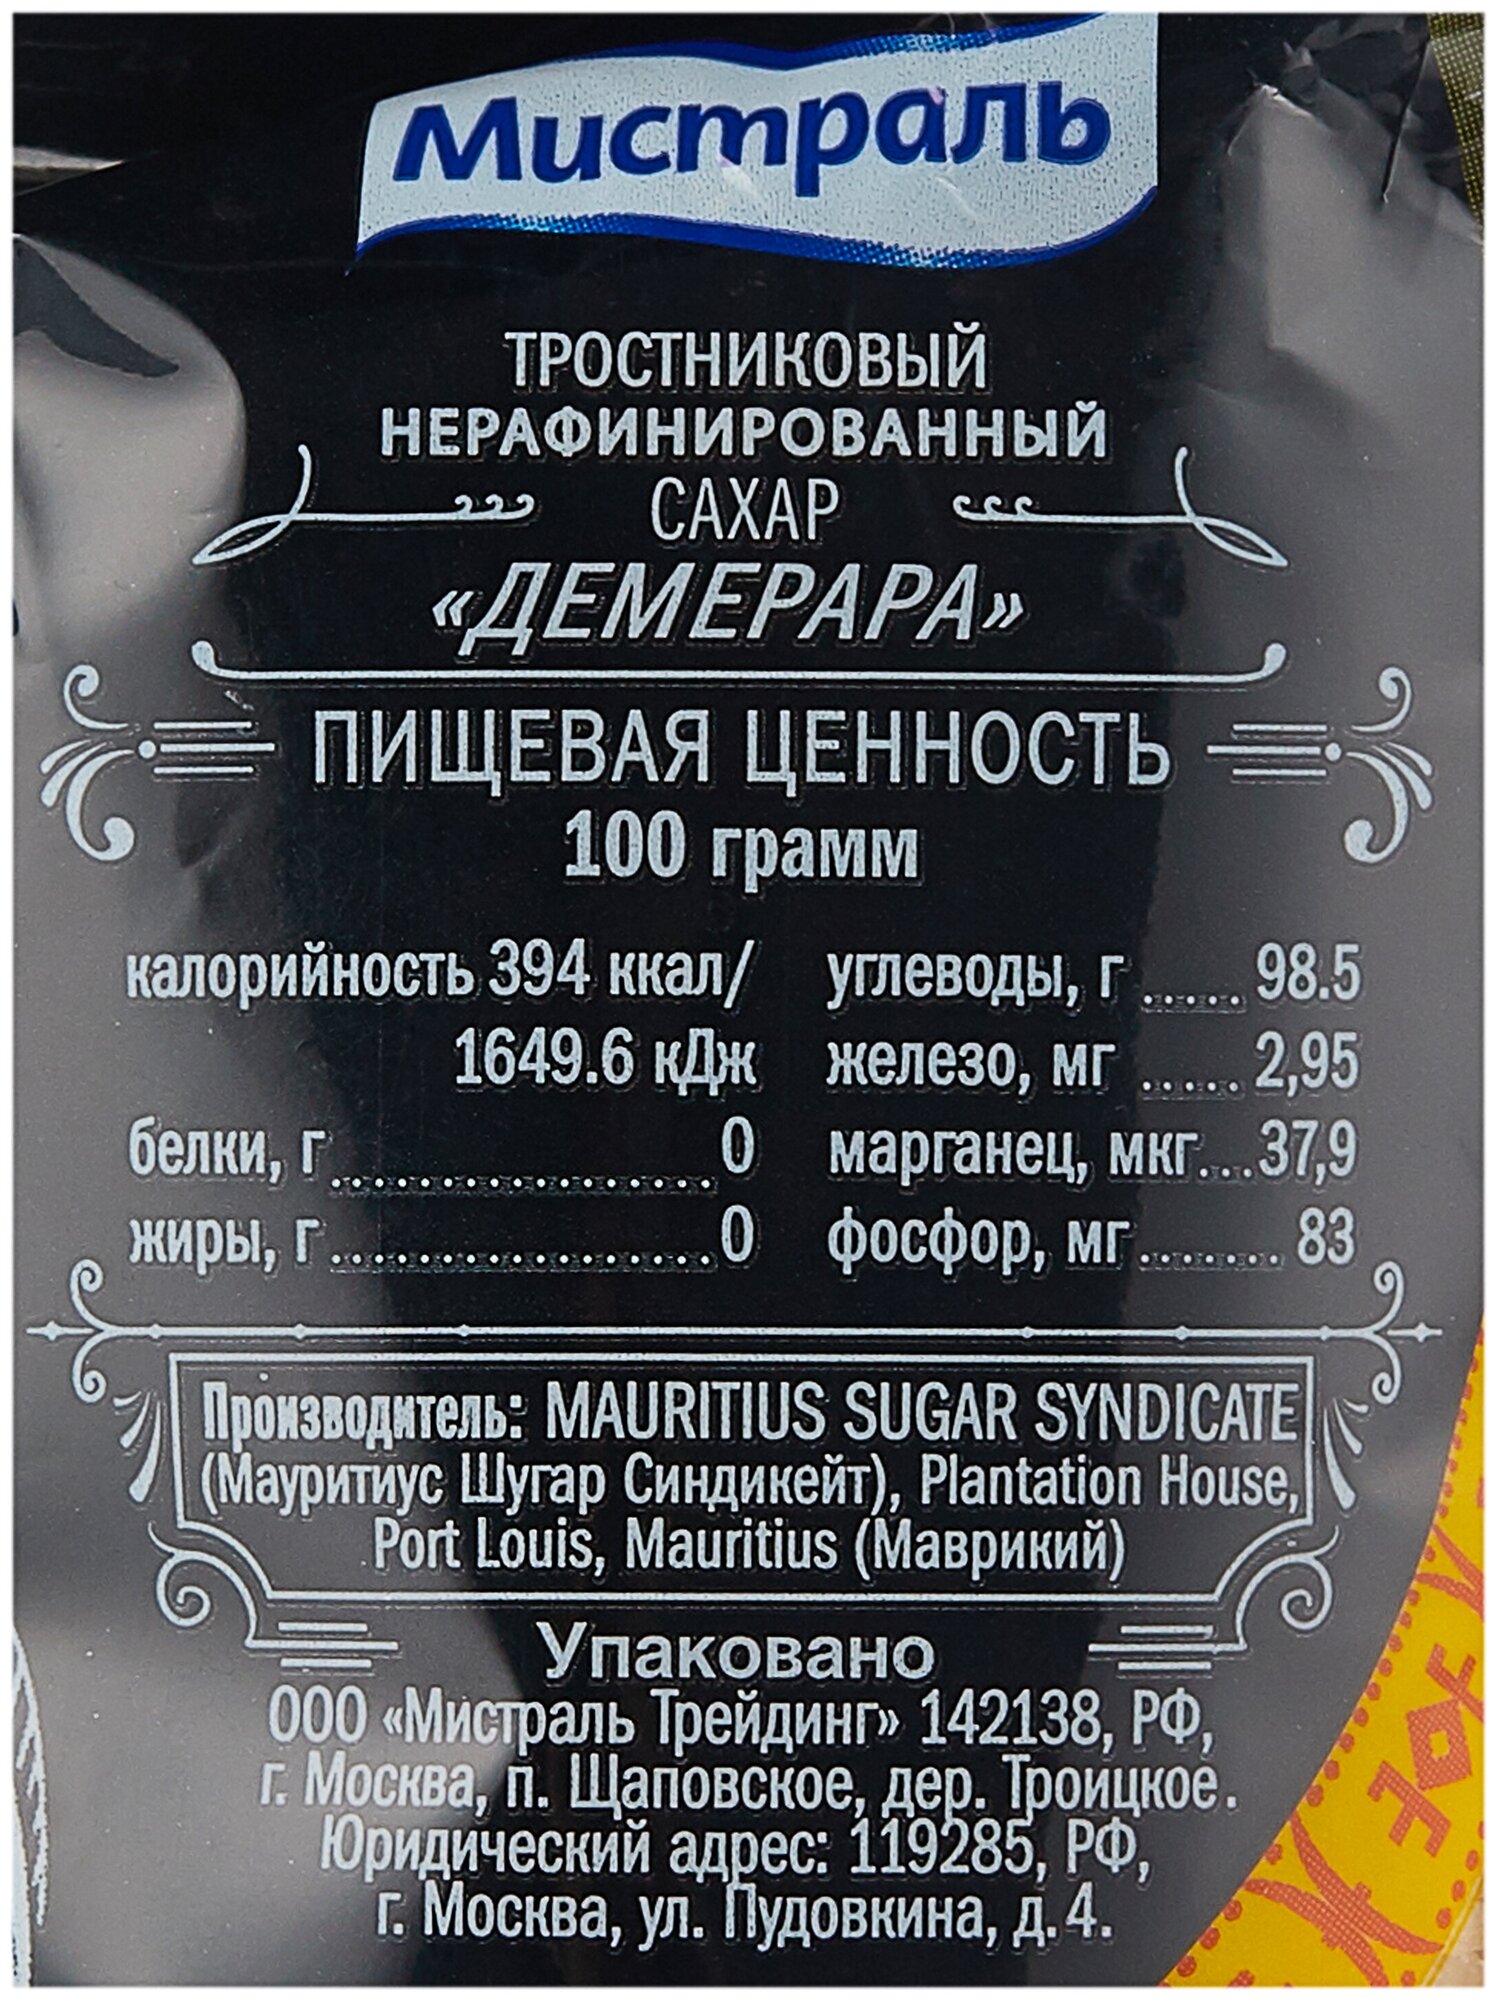 Мистраль
ТРОСТНИКОВЫЙ
НЕРАФИНИРОВАННЫЙ
САХАР
«ДЕМЕРАРА»
ПИЩЕВАЯ ЦЕННОСТЬ
100 грамм
калорийность 394 ккал/
1649.6 кДж
белки, г 0
жиры, г 0
углеводы, г 98.5
железо, мг 2,95
марганец, мкг 37,9
фосфор, мг 83
Производитель: MAURITIUS SUGAR SYNDICATE
(Мауритиус Шугар Синдикейт), Plantation House,
Port Louis, Mauritius (Маврикий)
Упаковано
ООО «Мистраль Трейдинг» 142138, РФ,
г. Москва, п. Щаповское, дер. Троицкое.
Юридический адрес: 119285, РФ,
г. Москва, ул. Пудовкина, д.4.